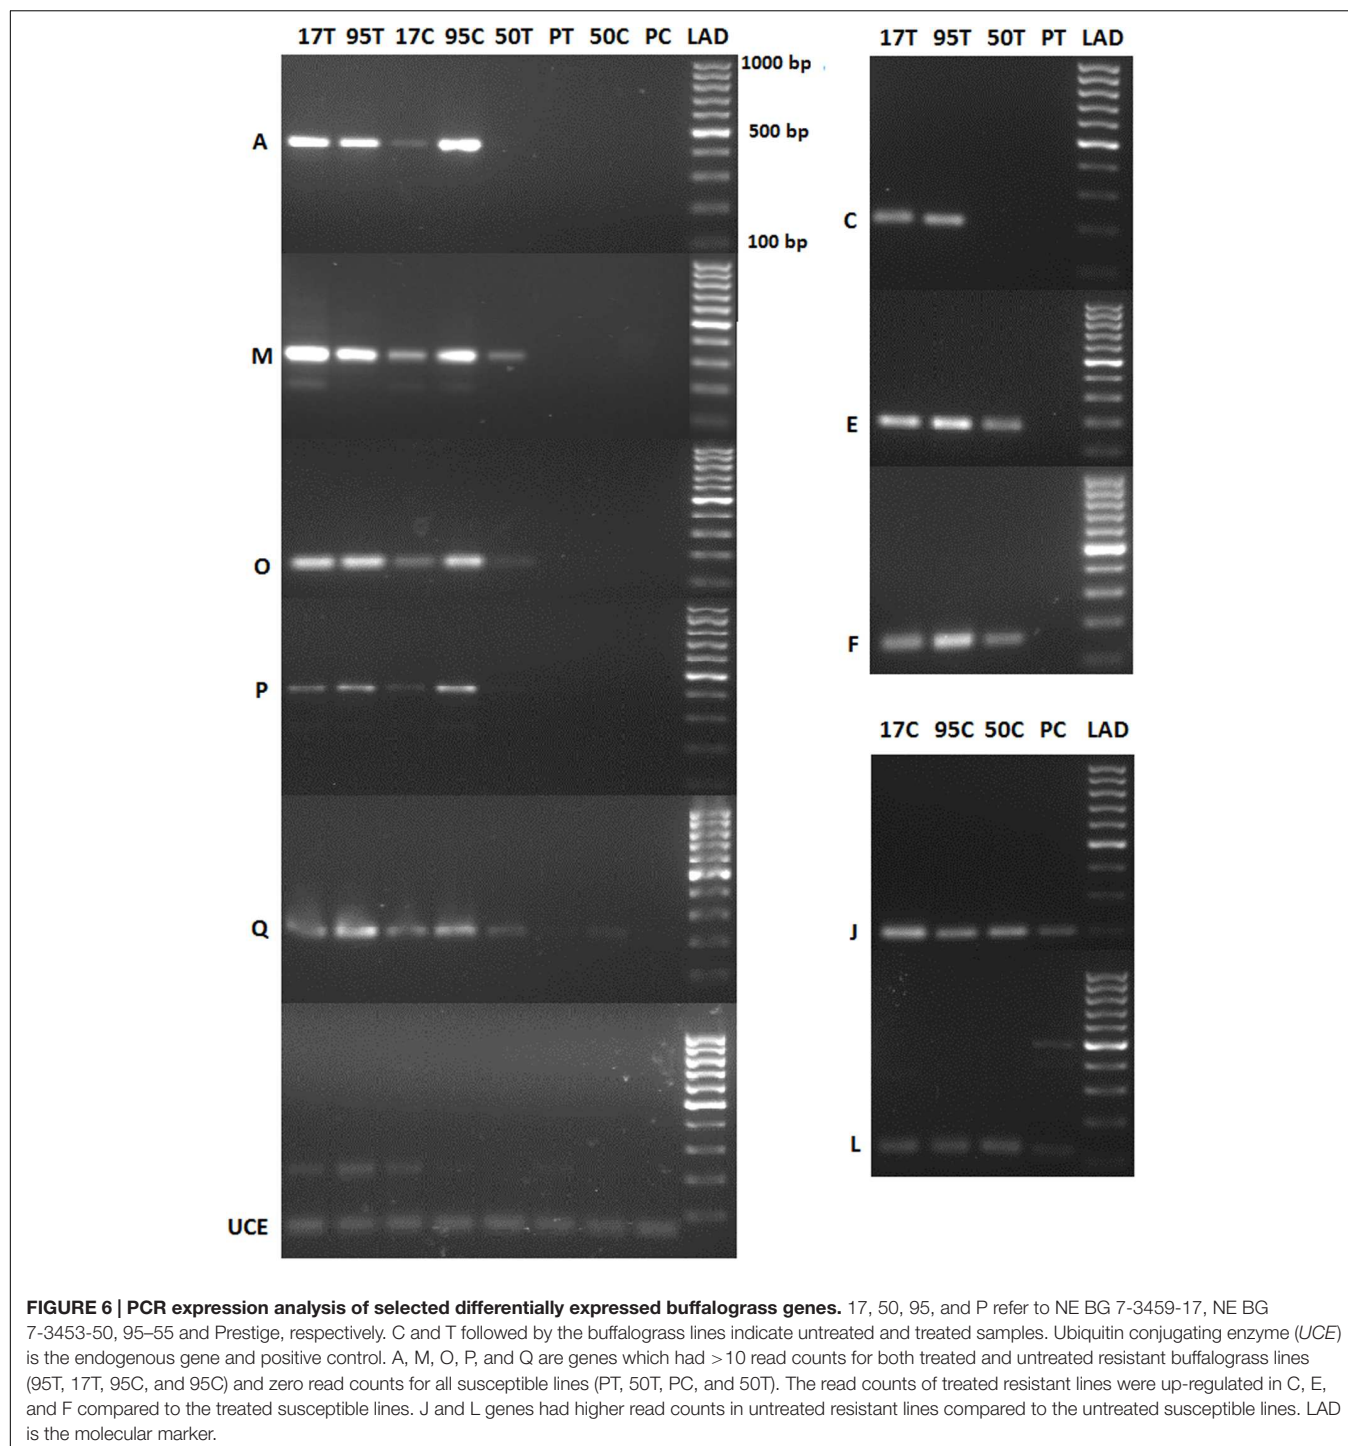 17T 95T 17C 95C 50T PT 50C PC LAD
1000 bp
A
500 bp
100 bp
M
O
P
Q
UCE
17T 95T 50T PT LAD
C
E
F
17C 95C 50C PC LAD
J
L
FIGURE 6 | PCR expression analysis of selected differentially expressed buffalograss genes. 17, 50, 95, and P refer to NE BG 7-3459-17, NE BG
7-3453-50, 95–55 and Prestige, respectively. C and T followed by the buffalograss lines indicate untreated and treated samples. Ubiquitin conjugating enzyme (UCE)
is the endogenous gene and positive control. A, M, O, P, and Q are genes which had >10 read counts for both treated and untreated resistant buffalograss lines
(95T, 17T, 95C, and 95C) and zero read counts for all susceptible lines (PT, 50T, PC, and 50T). The read counts of treated resistant lines were up-regulated in C, E,
and F compared to the treated susceptible lines. J and L genes had higher read counts in untreated resistant lines compared to the untreated susceptible lines. LAD
is the molecular marker.